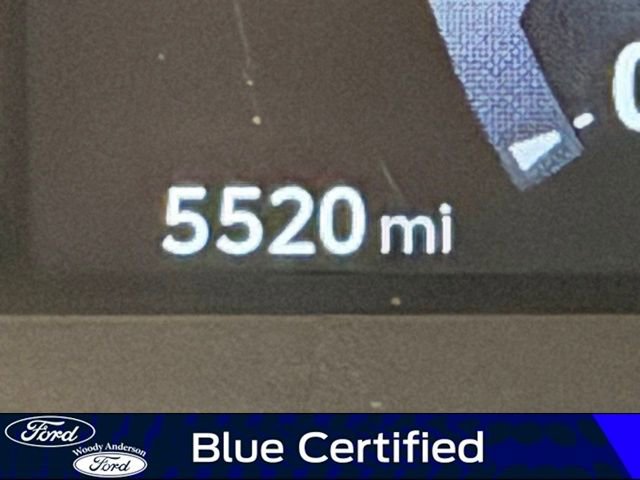 5520 mi
Ford
Woody Anderson
Ford
Blue Certified